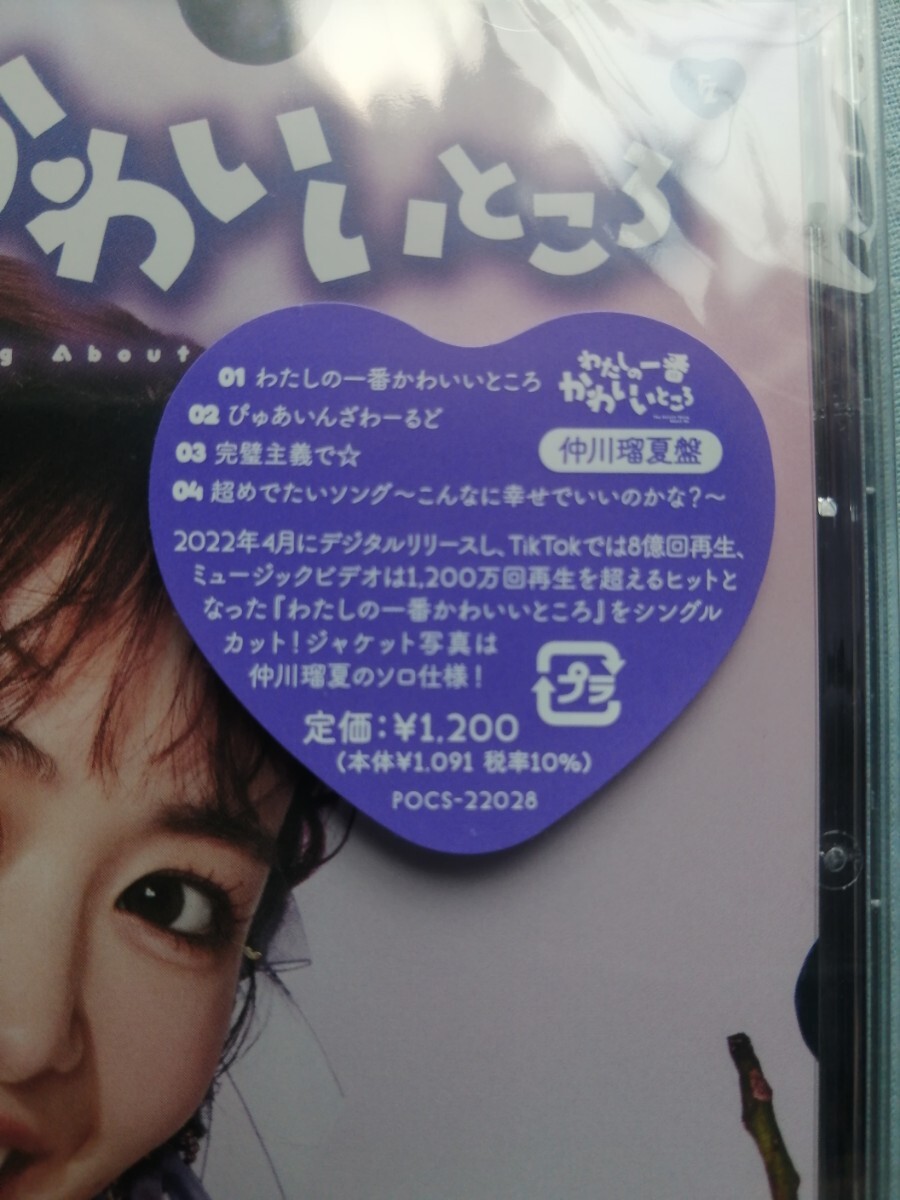 かわいいところ
g About
01 わたしの一番かわいいところ
02 ぴゅあいんざわーるど
03 完璧主義で☆
04 超めでたいソング〜こんなに幸せでいいのかな?〜
わたしの一番
かわいいところ
仲川瑠夏盤
2022年4月にデジタルリリースし、TikTokでは8億回再生、
ミュージックビデオは1,200万回再生を超えるヒットと
なった『わたしの一番かわいいところ』をシングル
カット!ジャケット写真は
仲川瑠夏のソロ仕様!
プラ
定価:¥1,200
(本体¥1,091 税率10%)
POCS-22028